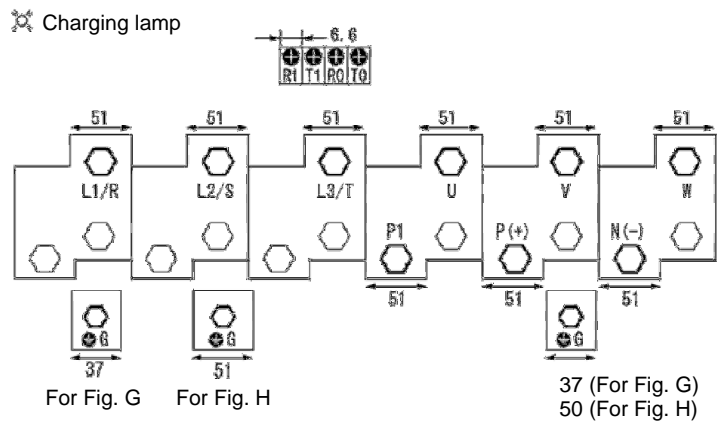 Charging lamp
6.6
R1 T1 R0 T0
51 51 51 51 51 51
L1/R L2/S L3/T U V W
P1 P(+) N(-)
51 51 51
G G G
37 51
For Fig. G For Fig. H
37 (For Fig. G)
50 (For Fig. H)